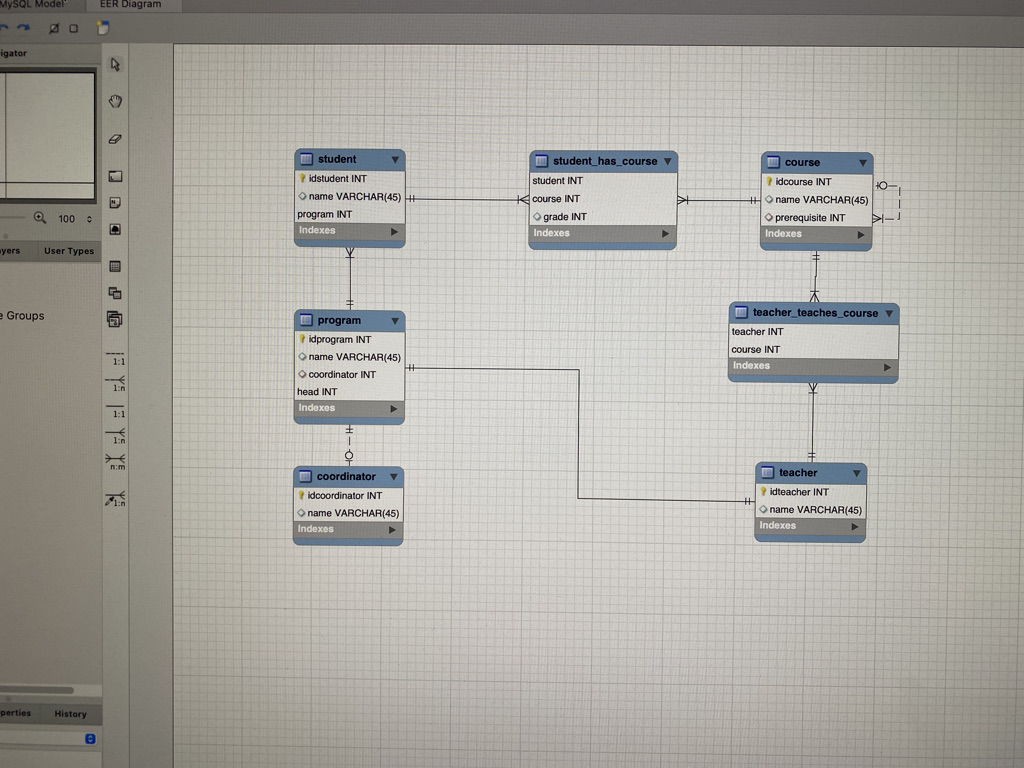 MySQL Model*
EER Diagram
igator
100
yers
User Types
e Groups
1:1
1:n
1:1
1:n
n:m
1:n
perties
History
student
idstudent INT
name VARCHAR(45)
program INT
Indexes
student_has_course
student INT
course INT
grade INT
Indexes
course
idcourse INT
name VARCHAR(45)
prerequisite INT
Indexes
program
idprogram INT
name VARCHAR(45)
coordinator INT
head INT
Indexes
teacher_teaches_course
teacher INT
course INT
Indexes
coordinator
idcoordinator INT
name VARCHAR(45)
Indexes
teacher
idteacher INT
name VARCHAR(45)
Indexes